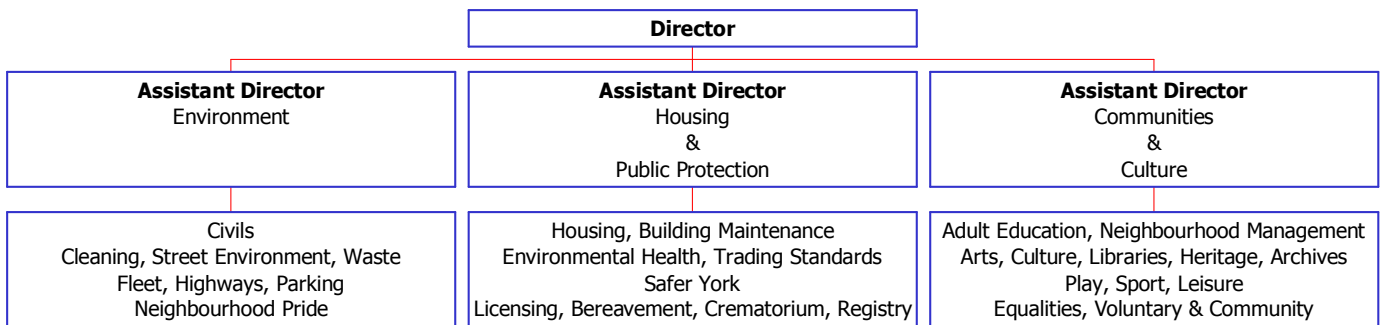 Director
Assistant Director
Environment
Assistant Director
Housing
&
Public Protection
Assistant Director
Communities
&
Culture
Civils
Cleaning, Street Environment, Waste
Fleet, Highways, Parking
Neighbourhood Pride
Housing, Building Maintenance
Environmental Health, Trading Standards
Safer York
Licensing, Bereavement, Crematorium, Registry
Adult Education, Neighbourhood Management
Arts, Culture, Libraries, Heritage, Archives
Play, Sport, Leisure
Equalities, Voluntary & Community